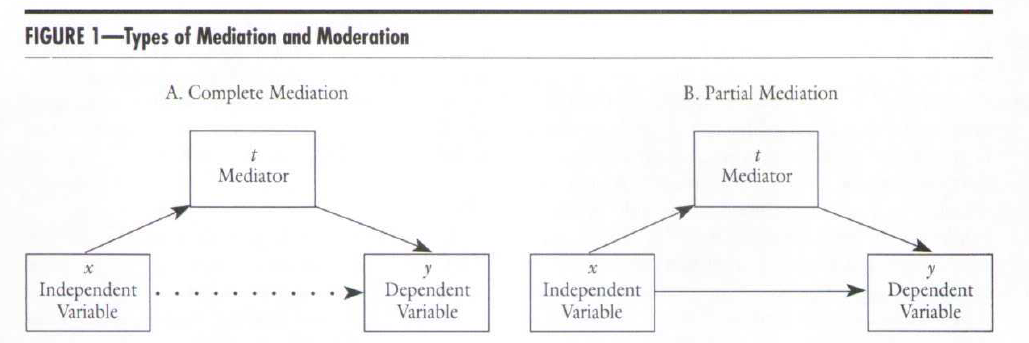 FIGURE 1—Types of Mediation and Moderation
A. Complete Mediation
t
Mediator
x
Independent
Variable
y
Dependent
Variable
B. Partial Mediation
t
Mediator
x
Independent
Variable
y
Dependent
Variable